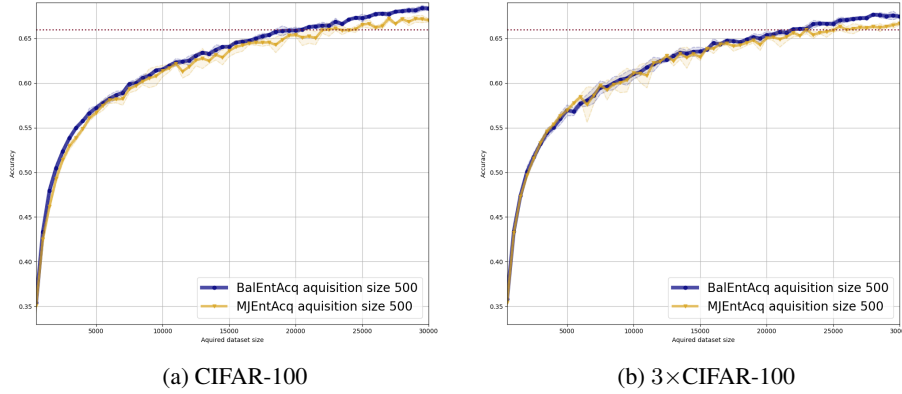 Accuracy
0.65
0.60
0.55
0.50
0.45
0.40
0.35
5000
10000
15000
20000
25000
30000
Aquired dataset size
BalEntAcq aquisition size 500
MJEntAcq aquisition size 500
(a) CIFAR-100
Accuracy
0.65
0.60
0.55
0.50
0.45
0.40
0.35
5000
10000
15000
20000
25000
30000
Aquired dataset size
BalEntAcq aquisition size 500
MJEntAcq aquisition size 500
(b) 3×CIFAR-100